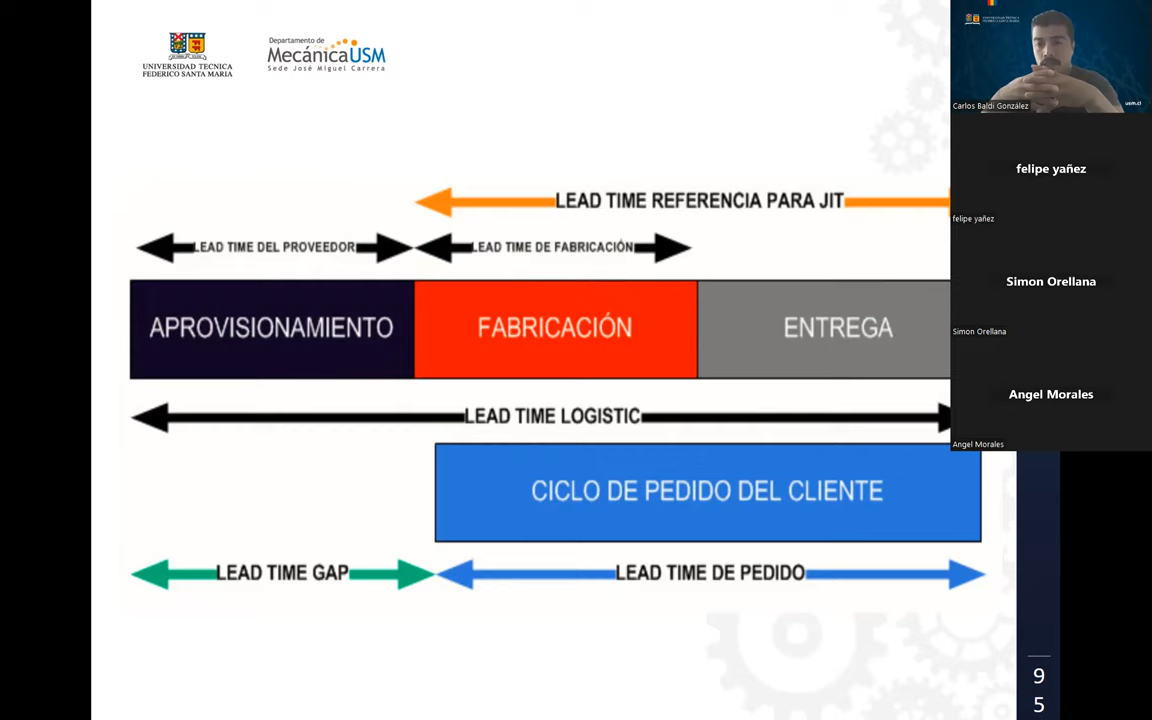 UNIVERSIDAD TECNICA
FEDERICO SANTA MARIA
Departamento de
MecánicaUSM
Sede José Miguel Carrera
usm.cl
Carlos Baldi González
felipe yañez
felipe yañez
Simon Orellana
Simon Orellana
Angel Morales
Angel Morales
LEAD TIME REFERENCIA PARA JIT
LEAD TIME DEL PROVEEDOR
LEAD TIME DE FABRICACIÓN
APROVISIONAMIENTO
FABRICACIÓN
ENTREGA
LEAD TIME LOGISTIC
CICLO DE PEDIDO DEL CLIENTE
LEAD TIME GAP
LEAD TIME DE PEDIDO
9
5